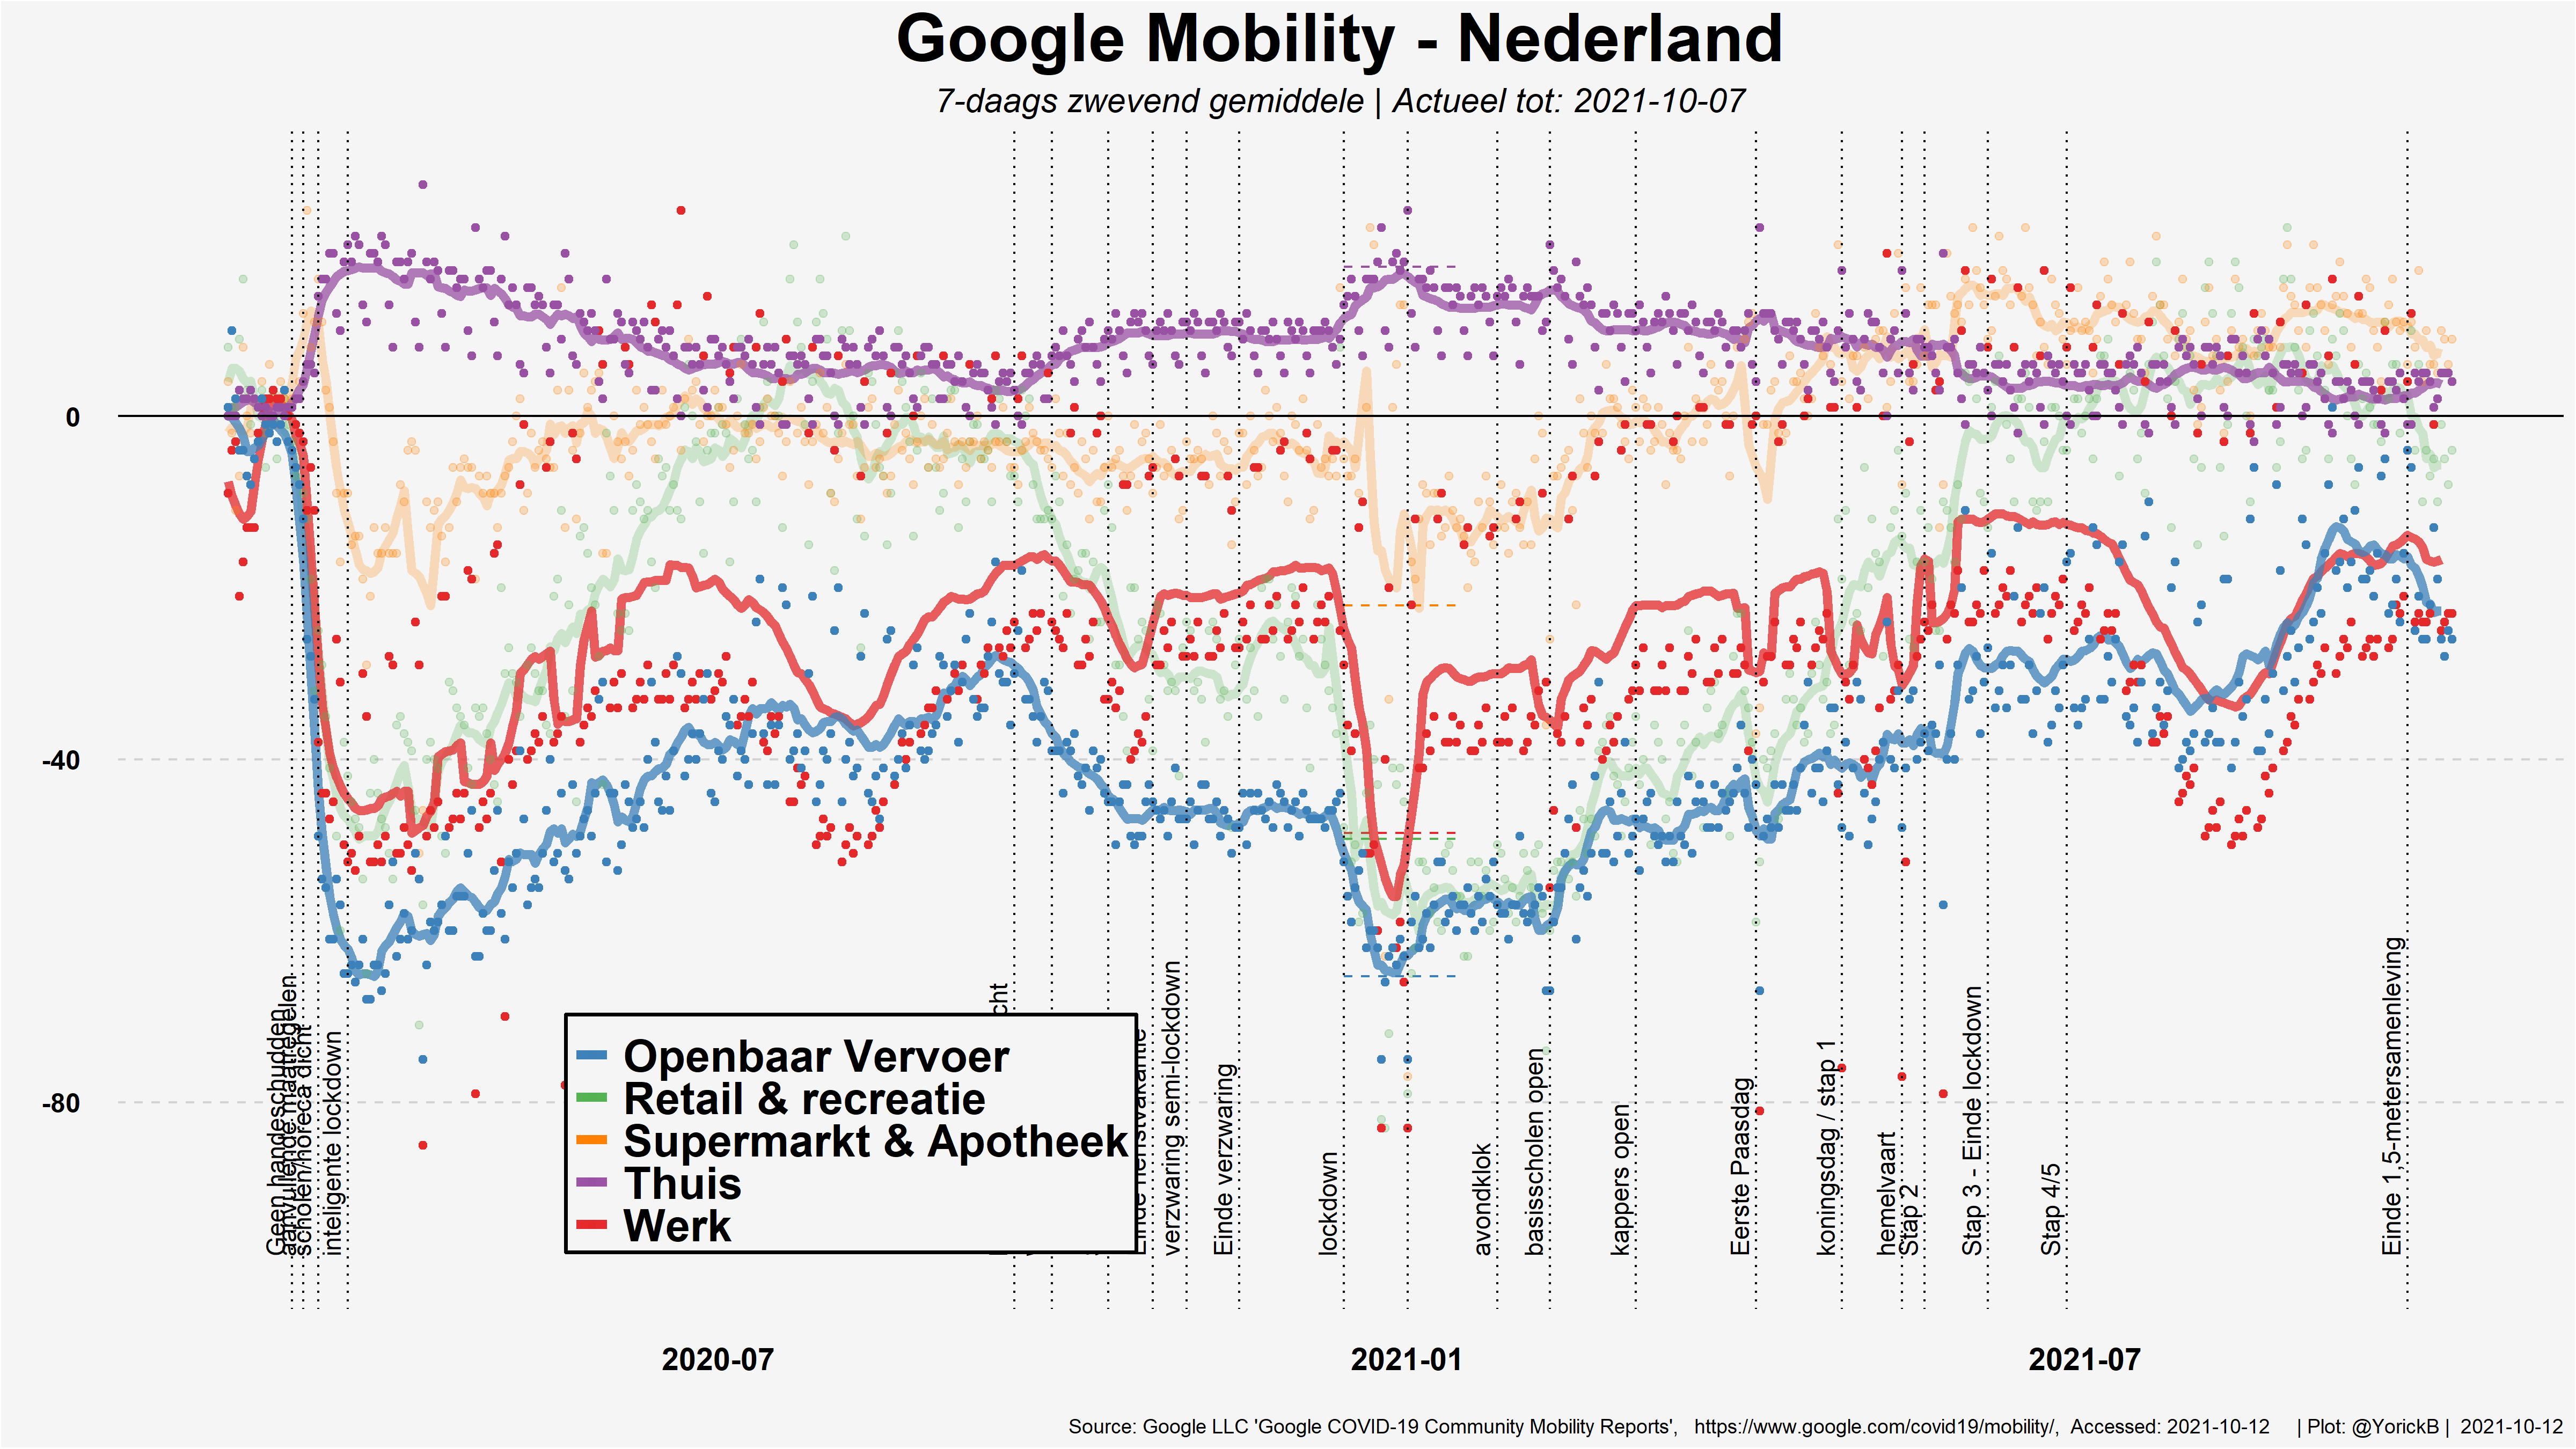 Google Mobility - Nederland
7-daags zwevend gemiddele | Actueel tot: 2021-10-07
0
-40
-80
Geen handeschudden
aanvullende maatregelen
scholen/horeca dicht
inteligente lockdown
verzwaring semi-lockdown
Einde verzwaring
lockdown
avondklok
basisscholen open
kappers open
Eerste Paasdag
koningsdag / stap 1
hemelvaart
Stap 2
Stap 3 - Einde lockdown
Stap 4/5
Einde 1,5-metersamenleving
Openbaar Vervoer
Retail & recreatie
Supermarkt & Apotheek
Thuis
Werk
2020-07
2021-01
2021-07
Source: Google LLC 'Google COVID-19 Community Mobility Reports', https://www.google.com/covid19/mobility/, Accessed: 2021-10-12 | Plot: @YorickB | 2021-10-12